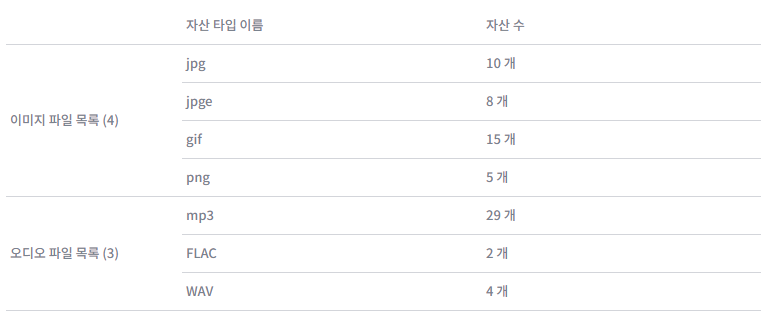 자산 타입 이름 자산 수
이미지 파일 목록 (4)
jpg 10 개
jpge 8 개
gif 15 개
png 5 개
오디오 파일 목록 (3)
mp3 29 개
FLAC 2 개
WAV 4 개